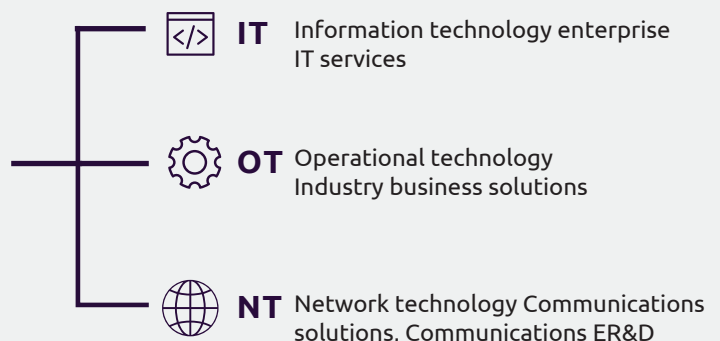 </> IT Information technology enterprise
IT services
OT Operational technology
Industry business solutions
NT Network technology Communications
solutions, Communications ER&D